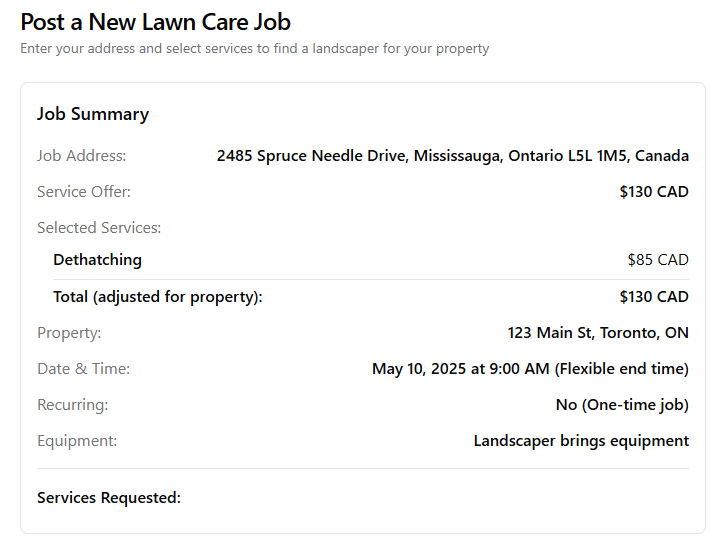 Post a New Lawn Care Job
Enter your address and select services to find a landscaper for your property
Job Summary
Job Address: 2485 Spruce Needle Drive, Mississauga, Ontario L5L 1M5, Canada
Service Offer: $130 CAD
Selected Services:
Dethatching $85 CAD
Total (adjusted for property): $130 CAD
Property: 123 Main St, Toronto, ON
Date & Time: May 10, 2025 at 9:00 AM (Flexible end time)
Recurring: No (One-time job)
Equipment: Landscaper brings equipment
Services Requested: